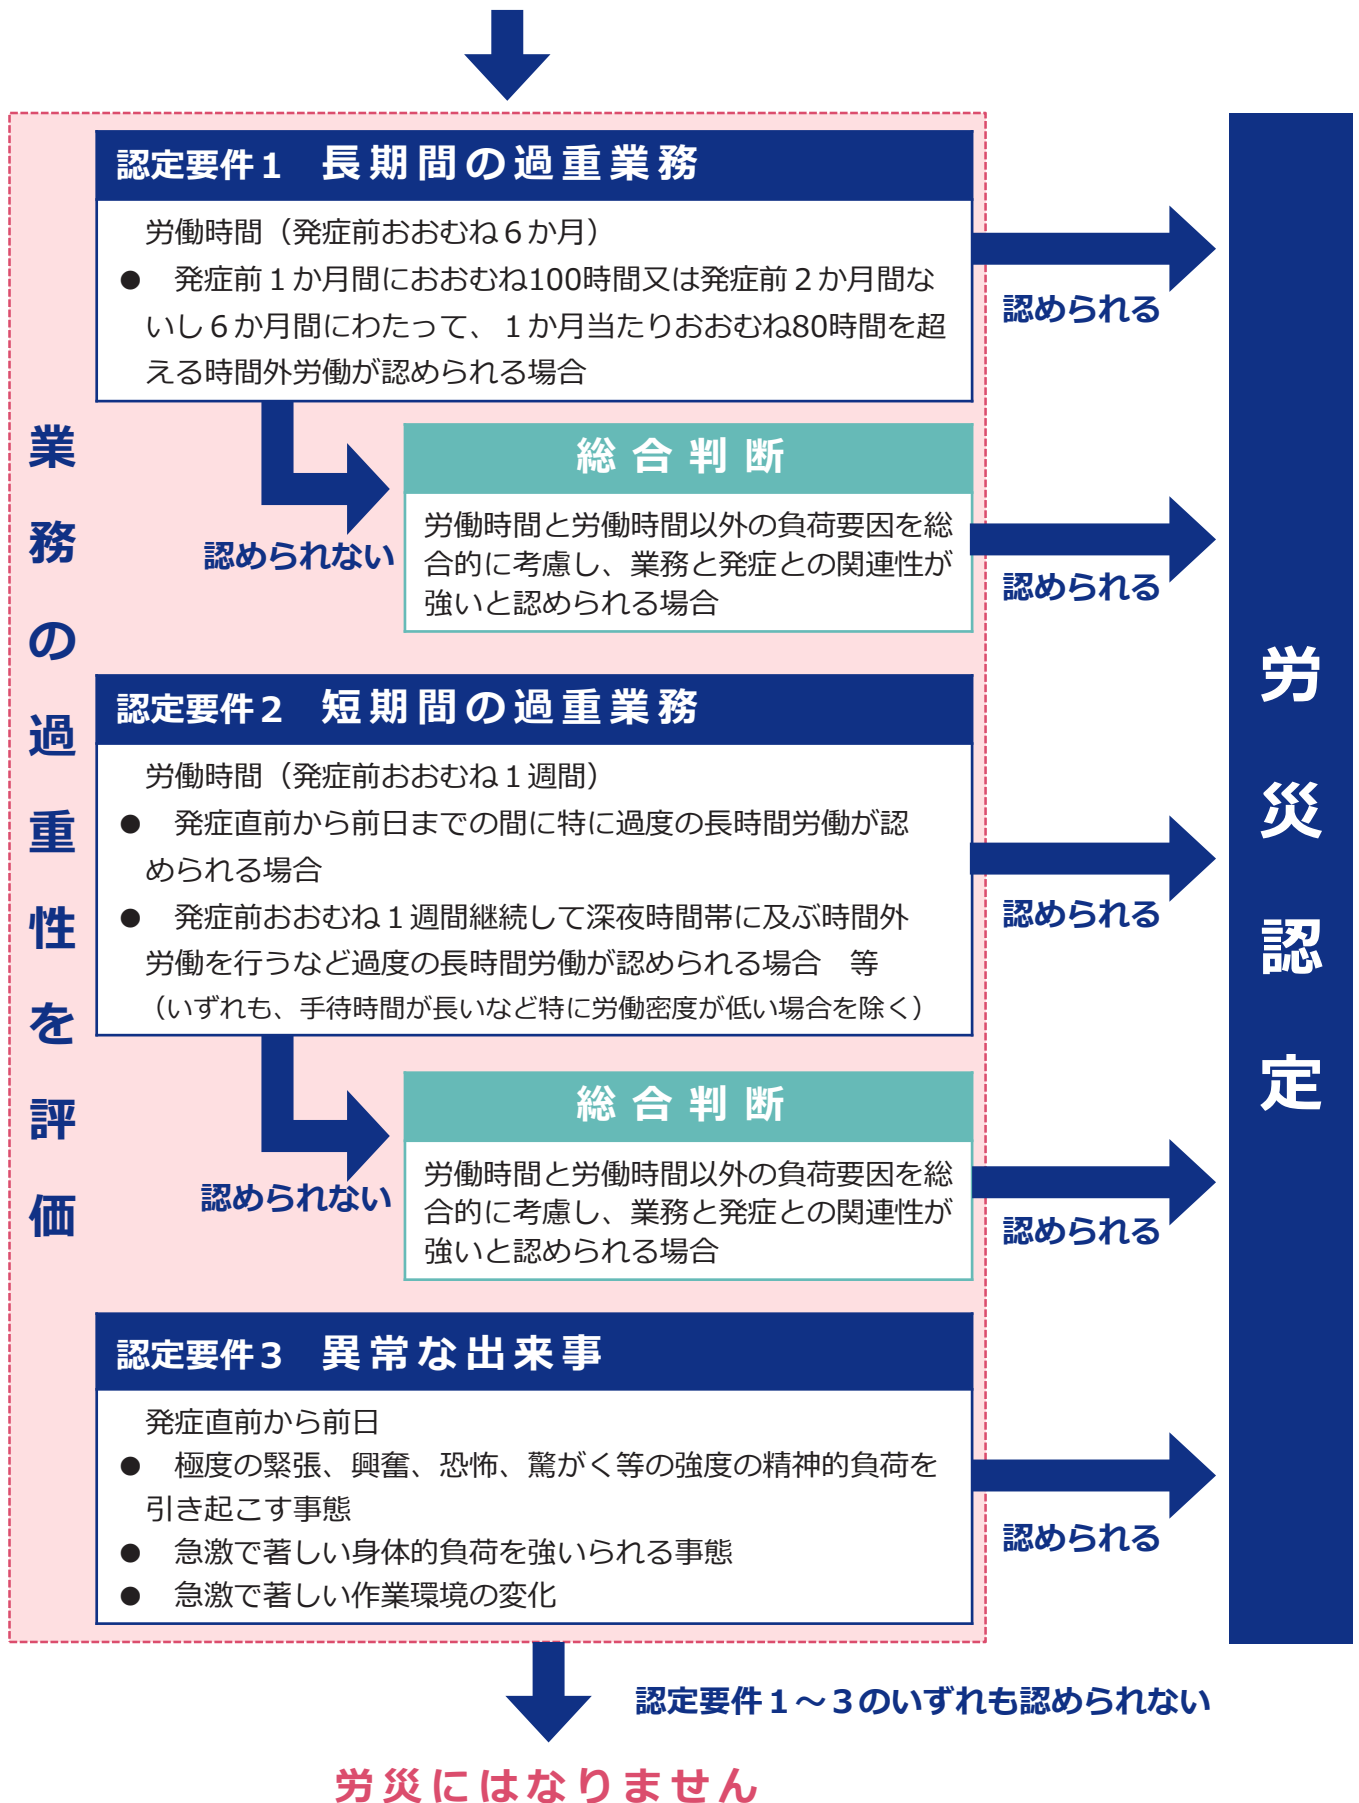 認定要件１　長期間の過重業務
労働時間（発症前おおむね６か月）
●　発症前１か月間におおむね100時間又は発症前２か月間な
いし６か月間にわたって、１か月当たりおおむね80時間を超
える時間外労働が認められる場合
認められる
認められない
総合判断
労働時間と労働時間以外の負荷要因を総
合的に考慮し、業務と発症との関連性が
強いと認められる場合
認められる
認定要件２　短期間の過重業務
労働時間（発症前おおむね１週間）
●　発症直前から前日までの間に特に過度の長時間労働が認
められる場合
●　発症前おおむね１週間継続して深夜時間帯に及ぶ時間外
労働を行うなど過度の長時間労働が認められる場合　等
（いずれも、手待時間が長いなど特に労働密度が低い場合を除く）
認められる
認められない
総合判断
労働時間と労働時間以外の負荷要因を総
合的に考慮し、業務と発症との関連性が
強いと認められる場合
認められる
認定要件３　異常な出来事
発症直前から前日
●　極度の緊張、興奮、恐怖、驚がく等の強度の精神的負荷を
引き起こす事態
●　急激で著しい身体的負荷を強いられる事態
●　急激で著しい作業環境の変化
認められる
業務の過重性を評価
労災認定
認定要件１～３のいずれも認められない
労災にはなりません